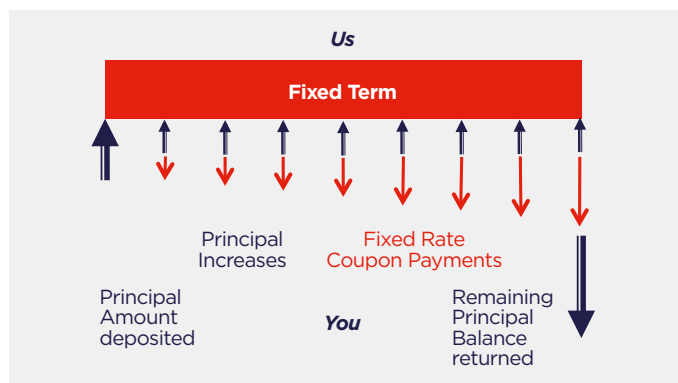 Us
Fixed Term
Principal
Increases
Fixed Rate
Coupon Payments
Principal
Amount
deposited
You
Remaining
Principal
Balance
returned